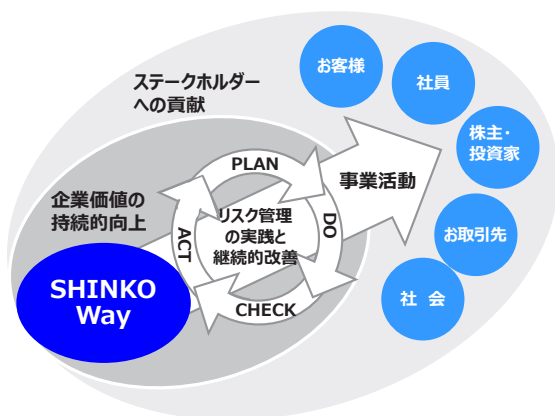 ステークホルダー
への貢献
お客様
社員
株主・
投資家
お取引先
社 会
事業活動
企業価値の
持続的向上
PLAN
DO
CHECK
ACT
リスク管理
の実践と
継続的改善
SHINKO
Way